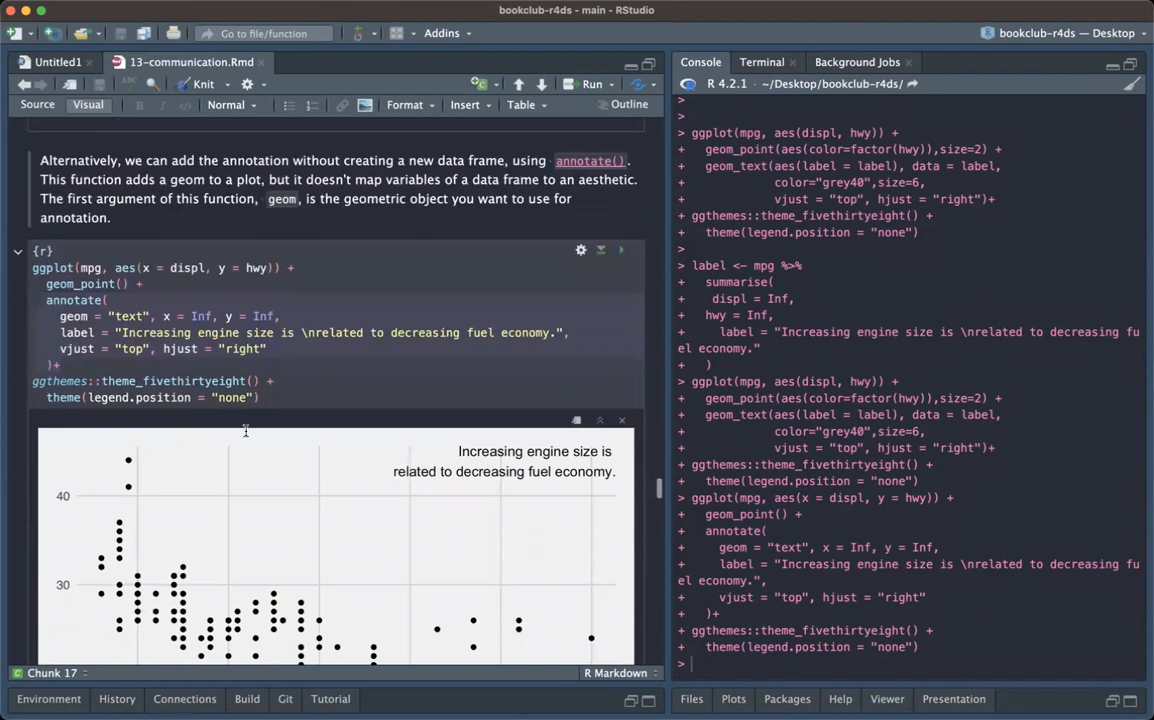 bookclub-r4ds - main - RStudio
Go to file/function
Addins
bookclub-r4ds — Desktop
Untitled1
13-communication.Rmd
Knit
Run
Source
Visual
Normal
Format
Insert
Table
Outline
Alternatively, we can add the annotation without creating a new data frame, using annotate().
This function adds a geom to a plot, but it doesn't map variables of a data frame to an aesthetic.
The first argument of this function, geom, is the geometric object you want to use for
annotation.
{r}
ggplot(mpg, aes(x = displ, y = hwy)) +
geom_point() +
annotate(
geom = "text", x = Inf, y = Inf,
label = "Increasing engine size is \nrelated to decreasing fuel economy.",
vjust = "top", hjust = "right"
)+
ggthemes::theme_fivethirtyeight() +
theme(legend.position = "none")
Increasing engine size is
related to decreasing fuel economy.
40
30
Chunk 17
R Markdown
Environment
History
Connections
Build
Git
Tutorial
Console
Terminal
Background Jobs
R 4.2.1 · ~/Desktop/bookclub-r4ds/
>
>
> ggplot(mpg, aes(displ, hwy)) +
+ geom_point(aes(color=factor(hwy)),size=2) +
+ geom_text(aes(label = label), data = label,
+ color="grey40",size=6,
+ vjust = "top", hjust = "right")+
+ ggthemes::theme_fivethirtyeight() +
+ theme(legend.position = "none")
>
> label <- mpg %>%
+ summarise(
+ displ = Inf,
+ hwy = Inf,
+ label = "Increasing engine size is \nrelated to decreasing fu
el economy."
+ )
> ggplot(mpg, aes(displ, hwy)) +
+ geom_point(aes(color=factor(hwy)),size=2) +
+ geom_text(aes(label = label), data = label,
+ color="grey40",size=6,
+ vjust = "top", hjust = "right")+
+ ggthemes::theme_fivethirtyeight() +
+ theme(legend.position = "none")
> ggplot(mpg, aes(x = displ, y = hwy)) +
+ geom_point() +
+ annotate(
+ geom = "text", x = Inf, y = Inf,
+ label = "Increasing engine size is \nrelated to decreasing fu
el economy.",
+ vjust = "top", hjust = "right"
+ )+
+ ggthemes::theme_fivethirtyeight() +
+ theme(legend.position = "none")
>
Files
Plots
Packages
Help
Viewer
Presentation